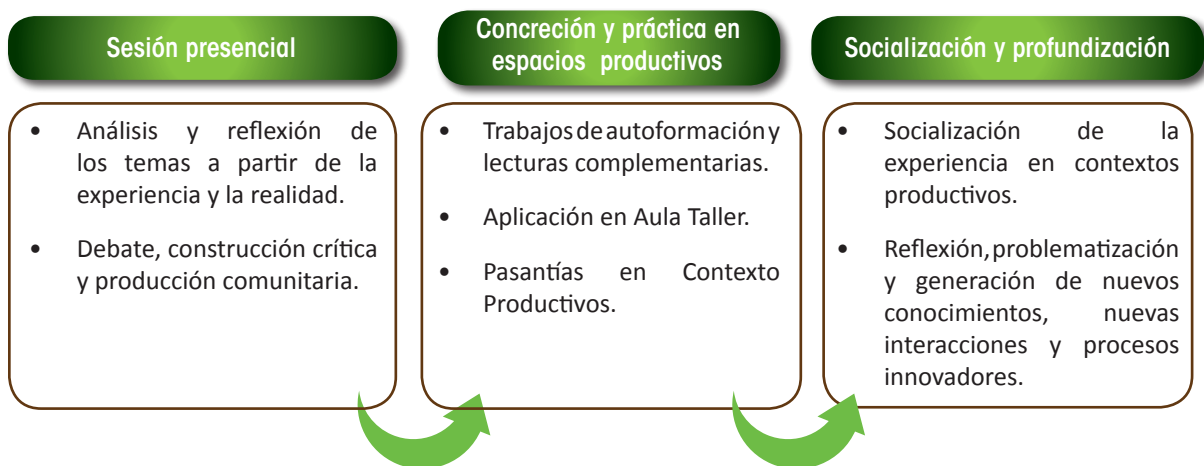 Sesión presencial
• Análisis y reflexión de
los temas a partir de la
experiencia y la realidad.
• Debate, construcción crítica
y producción comunitaria.
Concreción y práctica en
espacios productivos
• Trabajos de autoformación y
lecturas complementarias.
• Aplicación en Aula Taller.
• Pasantías en Contexto
Productivos.
Socialización y profundización
• Socialización de la
experiencia en contextos
productivos.
• Reflexión, problematización
y generación de nuevos
conocimientos, nuevas
interacciones y procesos
innovadores.